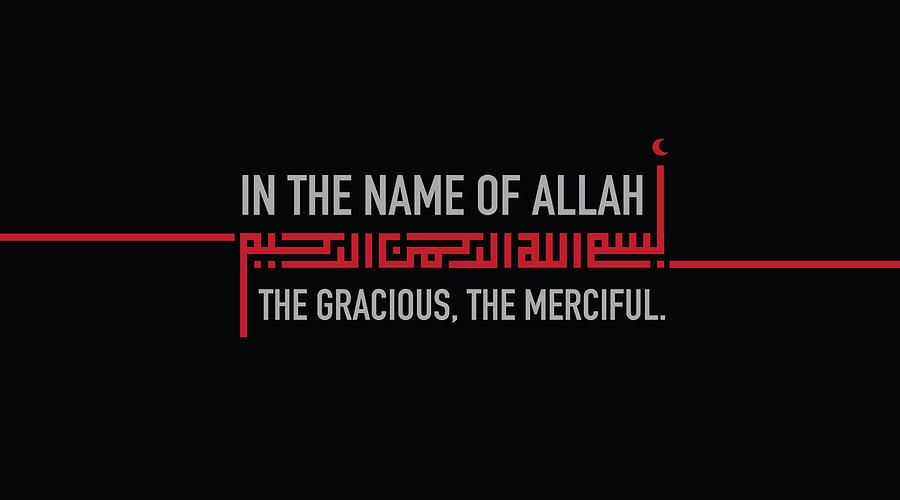 IN THE NAME OF ALLAH
بسم الله الرحمن الرحيم
THE GRACIOUS, THE MERCIFUL.